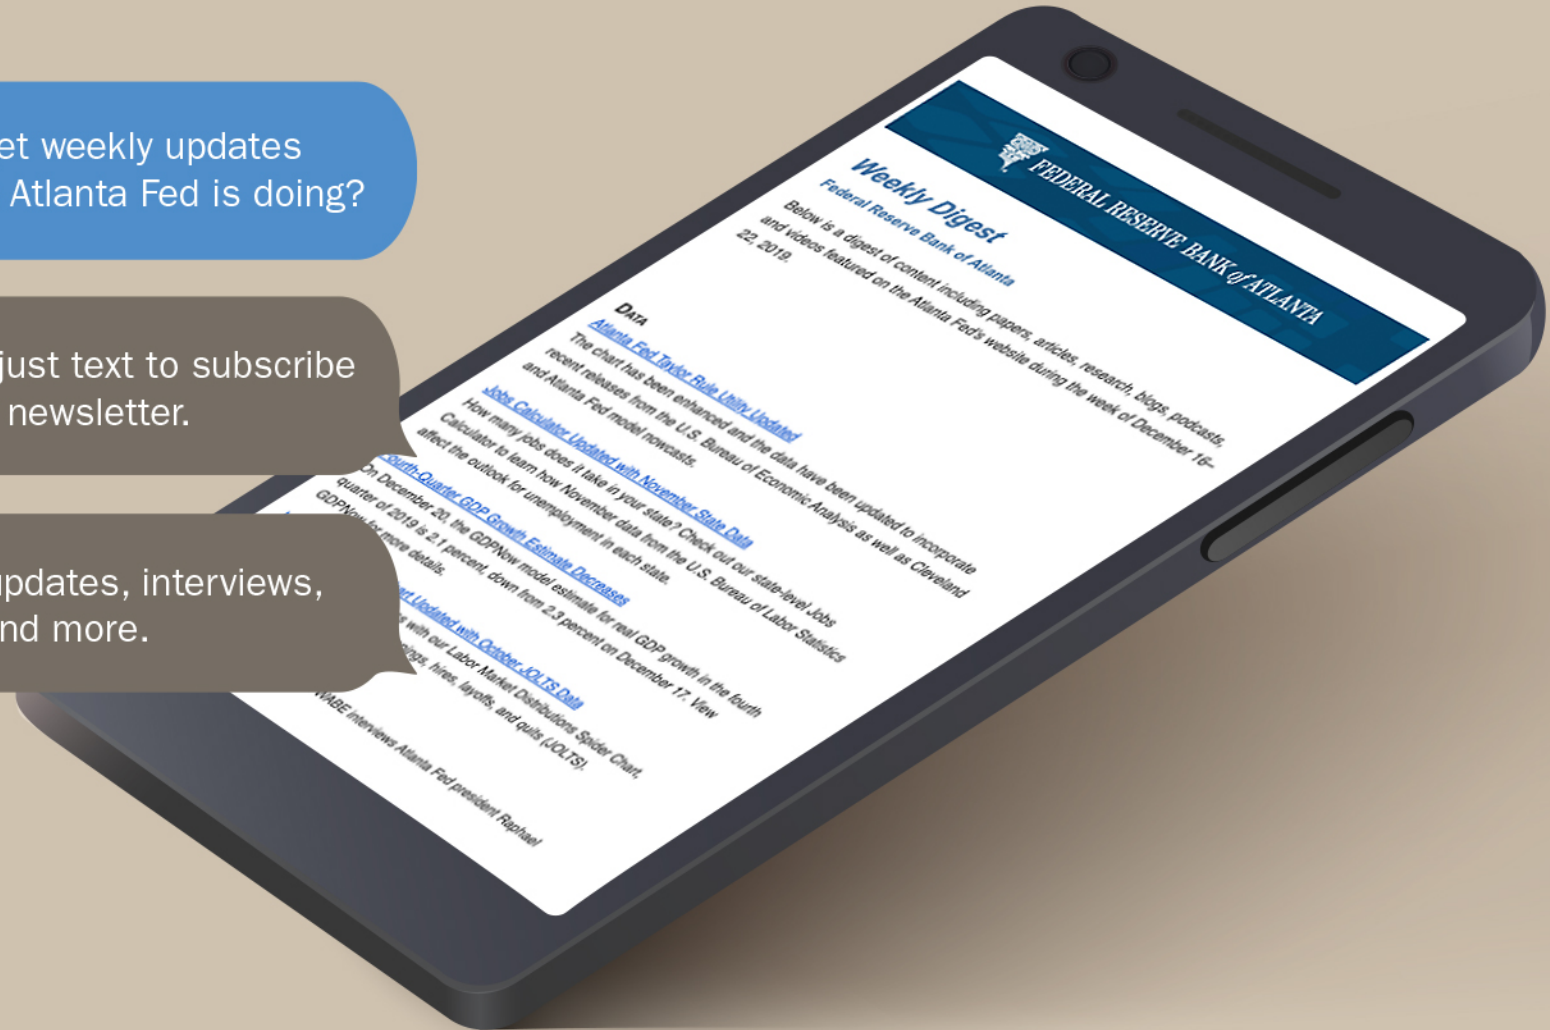 et weekly updates
Atlanta Fed is doing?
just text to subscribe
newsletter.
updates, interviews,
nd more.
FEDERAL RESERVE BANK of ATLANTA
Weekly Digest
Federal Reserve Bank of Atlanta
Below is a digest of content including papers, articles, research, blogs, podcasts,
and videos featured on the Atlanta Fed's website during the week of December 16–
22, 2019.
DATA
Atlanta Fed Taylor Rule Utility Updated
The chart has been enhanced and the data have been updated to incorporate
recent releases from the U.S. Bureau of Economic Analysis as well as Cleveland
and Atlanta Fed model nowcasts.
Jobs Calculator Updated with November State Data
How many jobs does it take in your state? Check out our state-level Jobs
Calculator to learn how November data from the U.S. Bureau of Labor Statistics
affect the outlook for unemployment in each state.
ourth-Quarter GDP Growth Estimate Decreases
On December 20, the GDPNow model estimate for real GDP growth in the fourth
quarter of 2019 is 2.1 percent, down from 2.3 percent on December 17. View
GDPNow for more details.
art Updated with October JOLTS Data
s with our Labor Market Distributions Spider Chart,
nings, hires, layoffs, and quits (JOLTS).
WABE interviews Atlanta Fed president Raphael